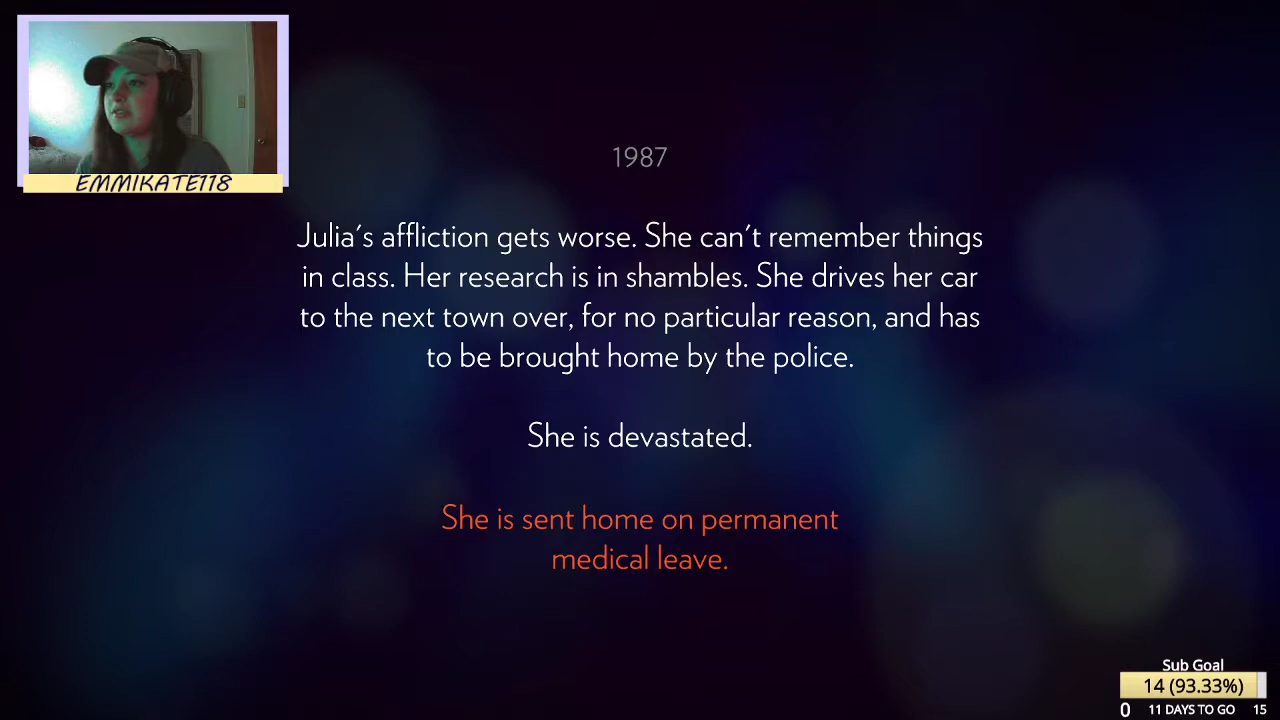 EMMIKATE118
1987
Julia's affliction gets worse. She can't remember things
in class. Her research is in shambles. She drives her car
to the next town over, for no particular reason, and has
to be brought home by the police.
She is devastated.
She is sent home on permanent
medical leave.
Sub Goal
14 (93.33%)
0 11 DAYS TO GO 15